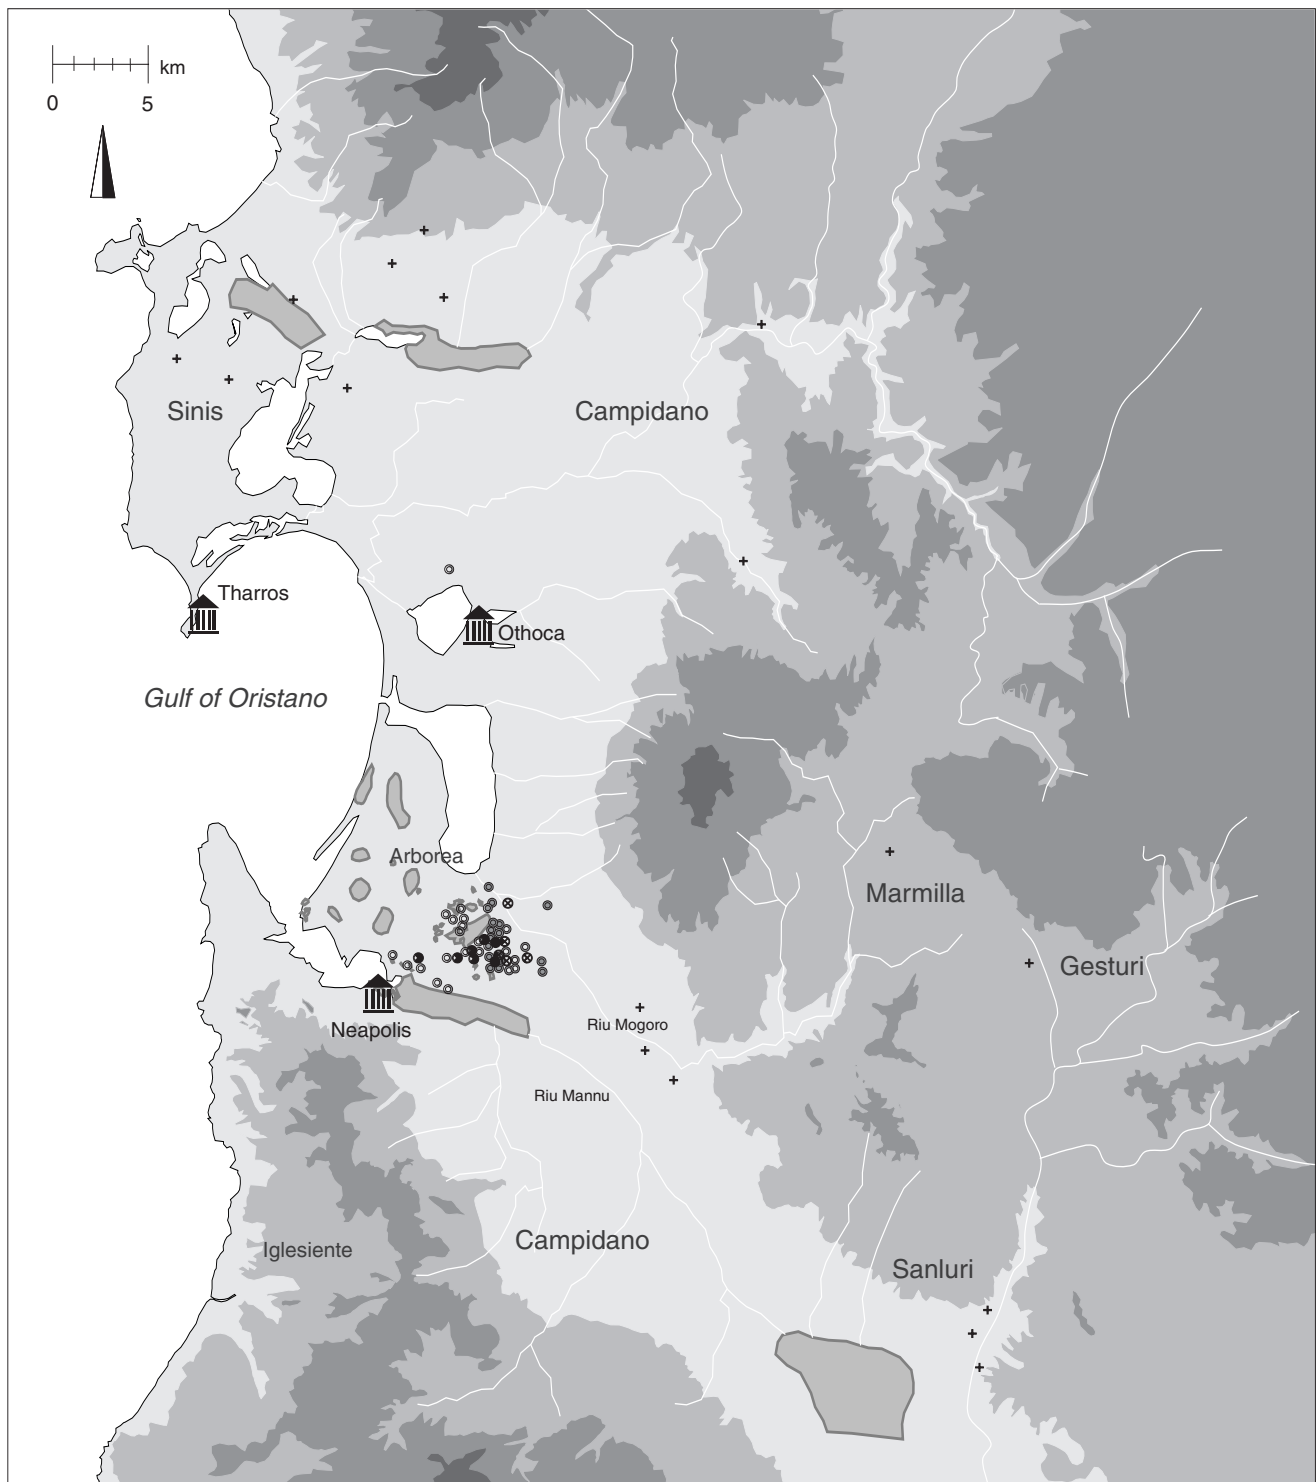 km
0 5
Sinis
Campidano
Tharros
Othoca
Gulf of Oristano
Arborea
Marmilla
Gesturi
Riu Mogoro
Neapolis
Riu Mannu
Campidano
Iglesiente
Sanluri